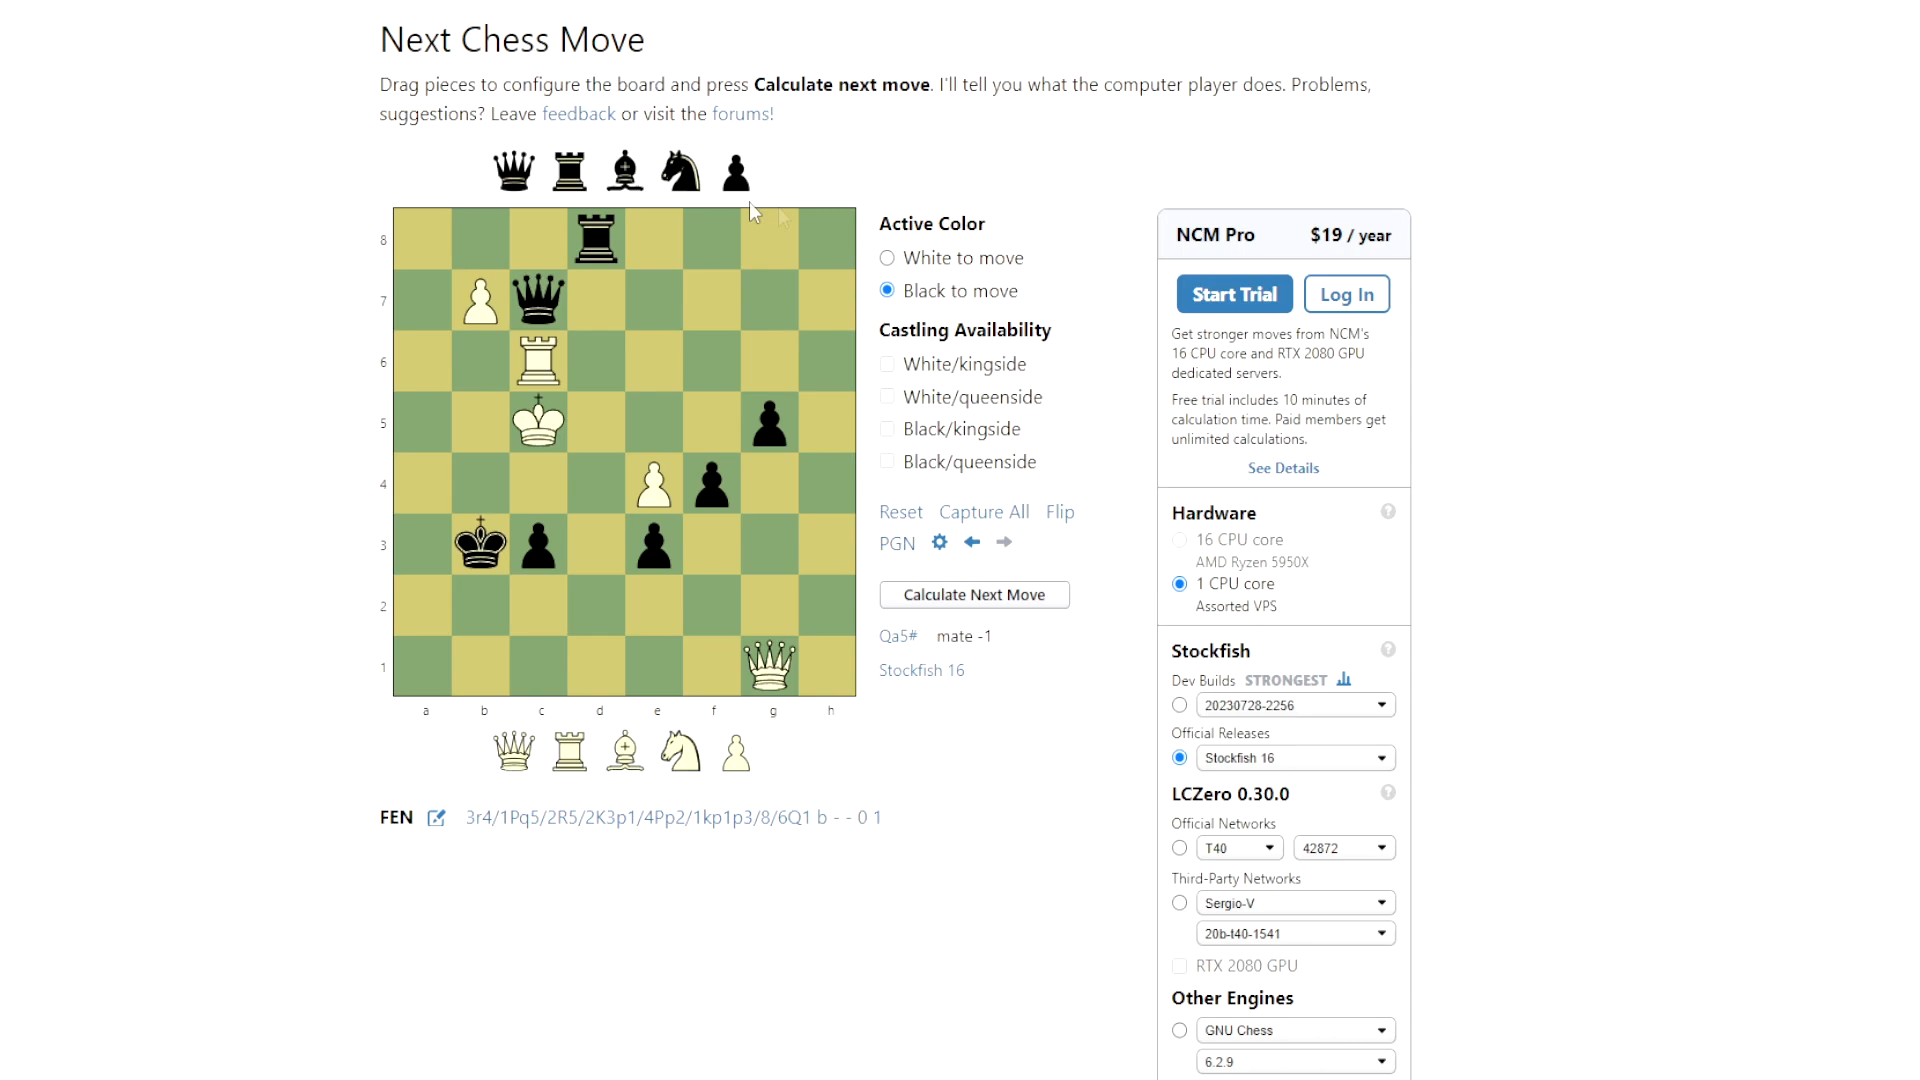 Next Chess Move
Drag pieces to configure the board and press Calculate next move. I'll tell you what the computer player does. Problems,
suggestions? Leave feedback or visit the forums!
8
7
6
5
4
3
2
1
a b c d e f g h
FEN 3r4/1Pq5/2R5/2K3p1/4Pp2/1kp1p3/8/6Q1 b - - 0 1
Active Color
White to move
Black to move
Castling Availability
White/kingside
White/queenside
Black/kingside
Black/queenside
Reset Capture All Flip
PGN
Calculate Next Move
Qa5# mate -1
Stockfish 16
NCM Pro $19 / year
Start Trial Log In
Get stronger moves from NCM's
16 CPU core and RTX 2080 GPU
dedicated servers.
Free trial includes 10 minutes of
calculation time. Paid members get
unlimited calculations.
See Details
Hardware ?
16 CPU core
AMD Ryzen 5950X
1 CPU core
Assorted VPS
Stockfish ?
Dev Builds STRONGEST
20230728-2256
Official Releases
Stockfish 16
LCZero 0.30.0 ?
Official Networks
T40 42872
Third-Party Networks
Sergio-V
20b-t40-1541
RTX 2080 GPU
Other Engines
GNU Chess
6.2.9